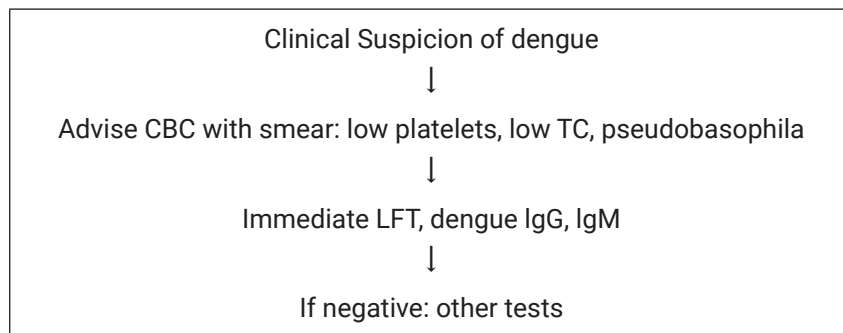 Clinical Suspicion of dengue
↓
Advise CBC with smear: low platelets, low TC, pseudobasophila
↓
Immediate LFT, dengue lgG, lgM
↓
If negative: other tests